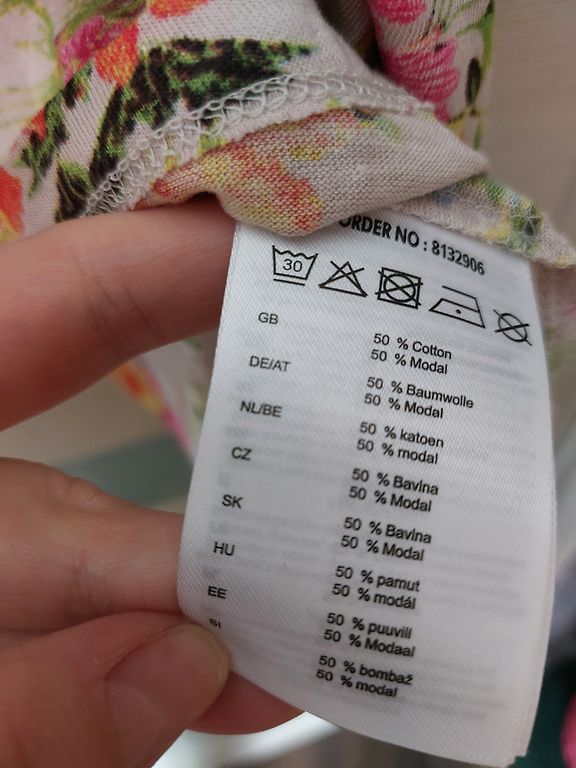 ORDER NO : 8132906
30
GB
50 % Cotton
50 % Modal
DE/AT
50 % Baumwolle
50 % Modal
NL/BE
50 % katoen
50 % modal
CZ
50 % Bavlna
50 % Modal
SK
50 % Bavlna
50 % Modal
HU
50 % pamut
50 % modál
EE
50 % puuvill
50 % Modaal
SI
50 % bombaž
50 % modal